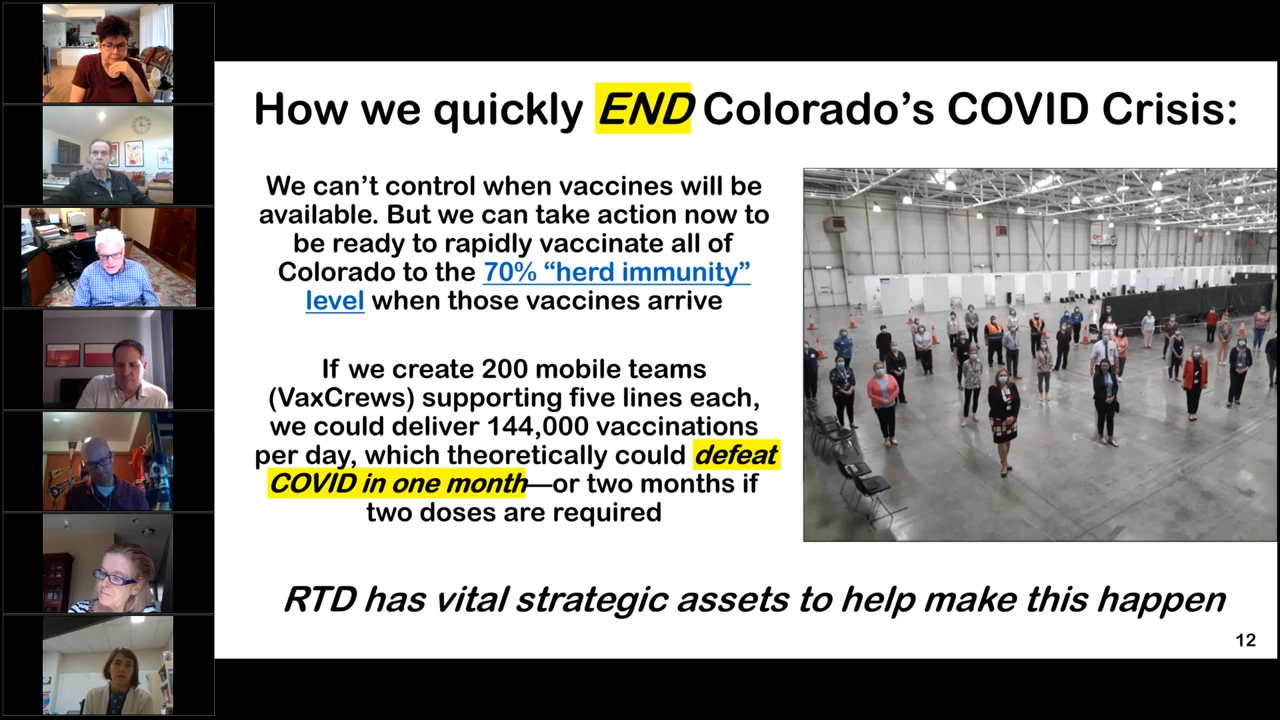 How we quickly END Colorado’s COVID Crisis:
We can’t control when vaccines will be
available. But we can take action now to
be ready to rapidly vaccinate all of
Colorado to the 70% “herd immunity”
level when those vaccines arrive
If we create 200 mobile teams
(VaxCrews) supporting five lines each,
we could deliver 144,000 vaccinations
per day, which theoretically could defeat
COVID in one month—or two months if
two doses are required
RTD has vital strategic assets to help make this happen
12